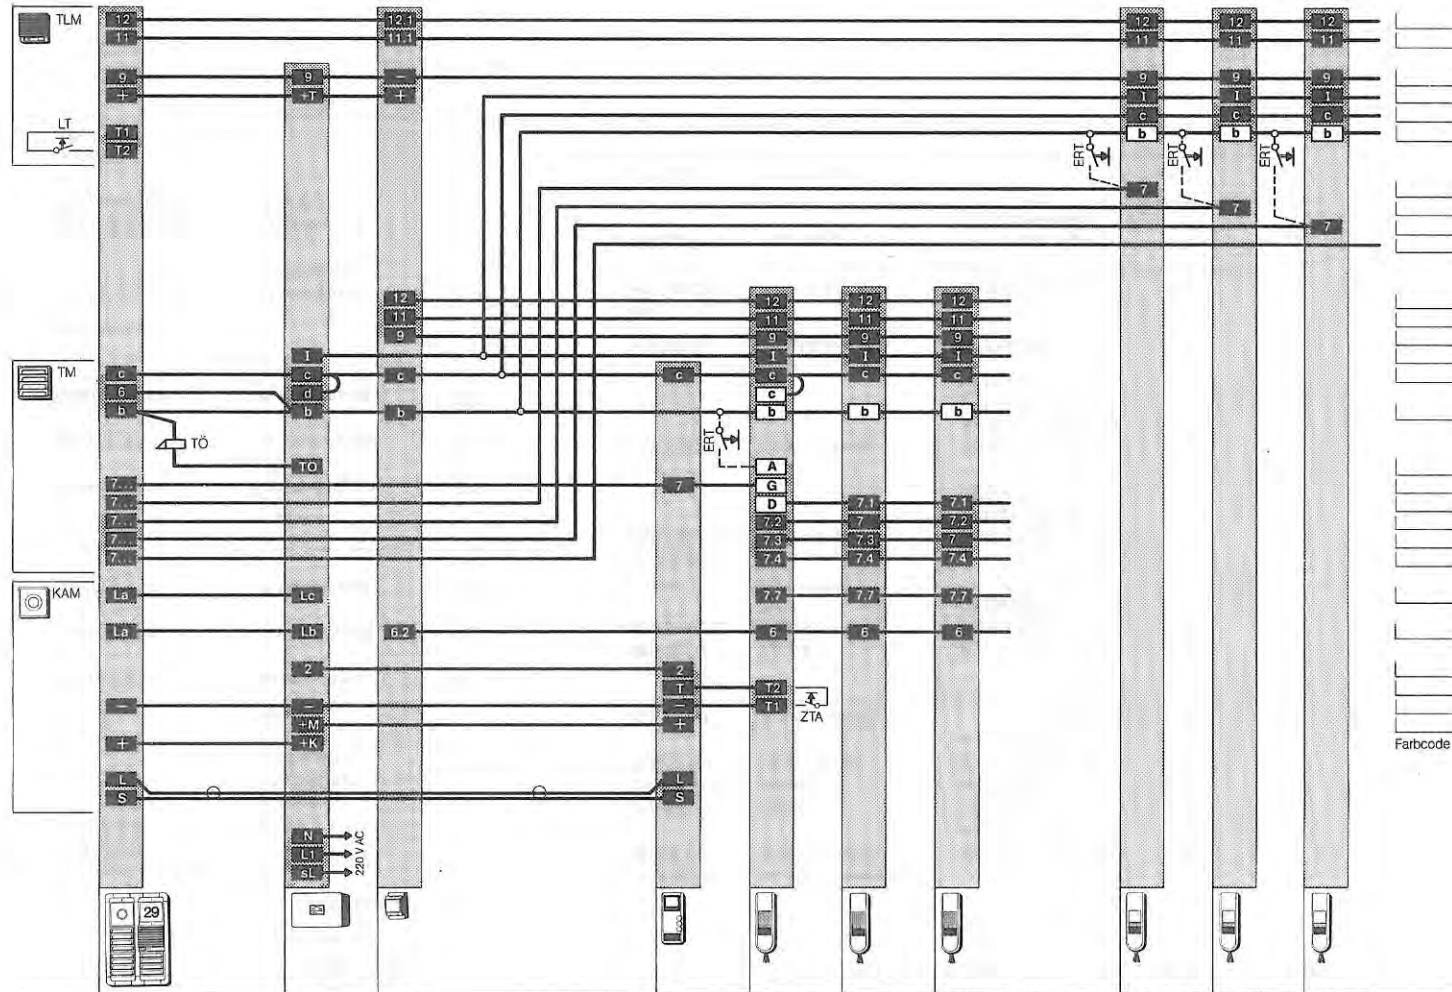 TLM 12 12.1 12 12 12
11 11.1 11 11 11
9 9 − 9 9 9
+ +T + I I I
c c c
LT T1 b b b
T2
ERT ERT ERT
7
7
7
12 12 12 12
11 11 11 11
9 9 9 9
I I I I
TM c c c c c c c
6 d c
b b b b b b
ERT
TÖ
TÖ A
7... 7 G
7... D 7.1 7.1
7... 7.2 7 7.2
7... 7.3 7.3 7
7... 7.4 7.4 7.4
KAM La Lc 7.7 7.7 7.7
La Lb 6.2 6 6 6
2 2
T T2
− − − T1
ZTA
+M +
+ +K
Farbcode
L L
S S
N
L1
sL
220 V AC
29